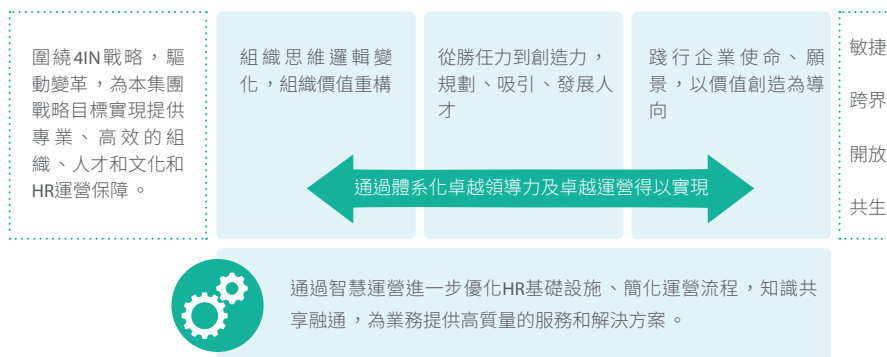 圍繞4IN戰略，驅
動變革，為本集團
戰略目標實現提供
專業、高效的組
織、人才和文化和
HR運營保障。
組織思維邏輯變
化，組織價值重構
從勝任力到創造力，
規劃、吸引、發展人
才
踐行企業使命、願
景，以價值創造為導
向
敏捷
跨界
開放
共生
通過體系化卓越領導力及卓越運營得以實現
通過智慧運營進一步優化HR基礎設施、簡化運營流程，知識共
享融通，為業務提供高質量的服務和解決方案。